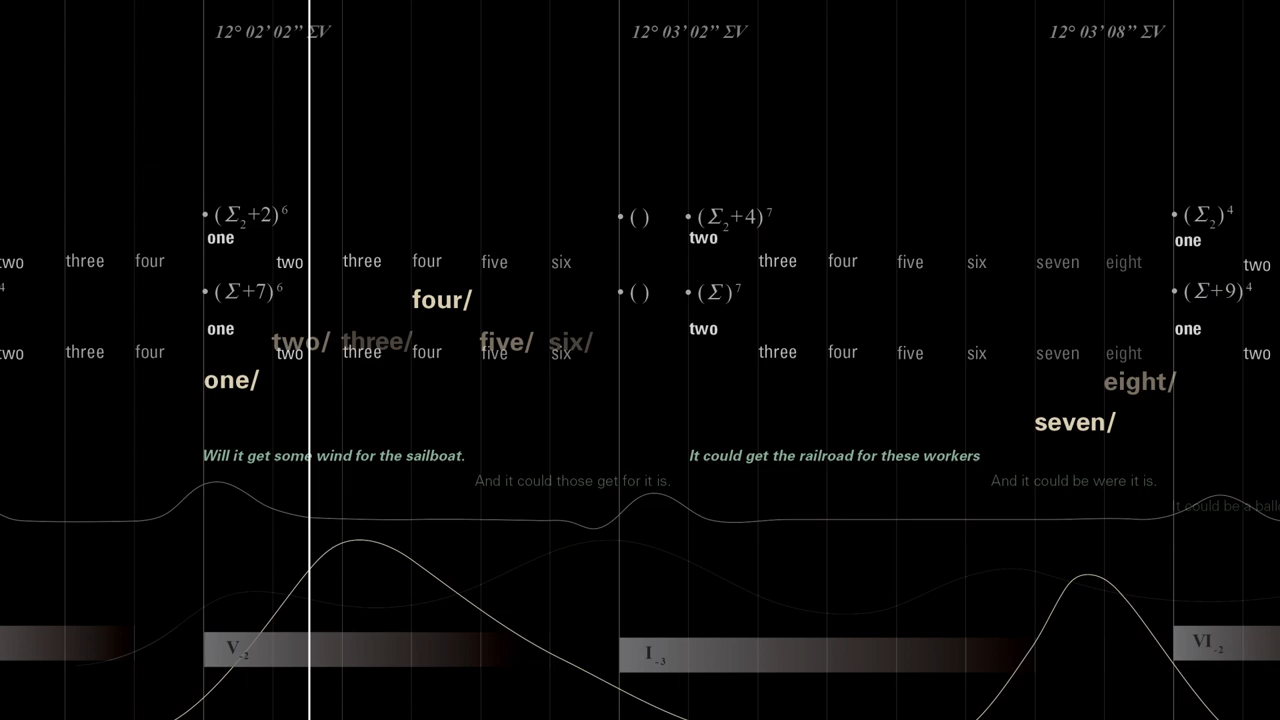 12° 02’ 02’’ ΣV 12° 03’ 02’’ ΣV 12° 03’ 08’’ ΣV
• (Σ₂+2)⁶ • ( ) • (Σ₂+4)⁷ • (Σ₂)⁴
one two one
two three four two three four five six three four five six seven eight two
4 • (Σ+7)⁶ • ( ) • (Σ)⁷ • (Σ+9)⁴
four/
one two one
two/ three/ five/ six/
two three four two three four five six three four five six seven eight two
one/ eight/
seven/
Will it get some wind for the sailboat. It could get the railroad for these workers
And it could those get for it is. And it could be were it is.
It could be a ball
V₋₂ I₋₃ VI₋₂